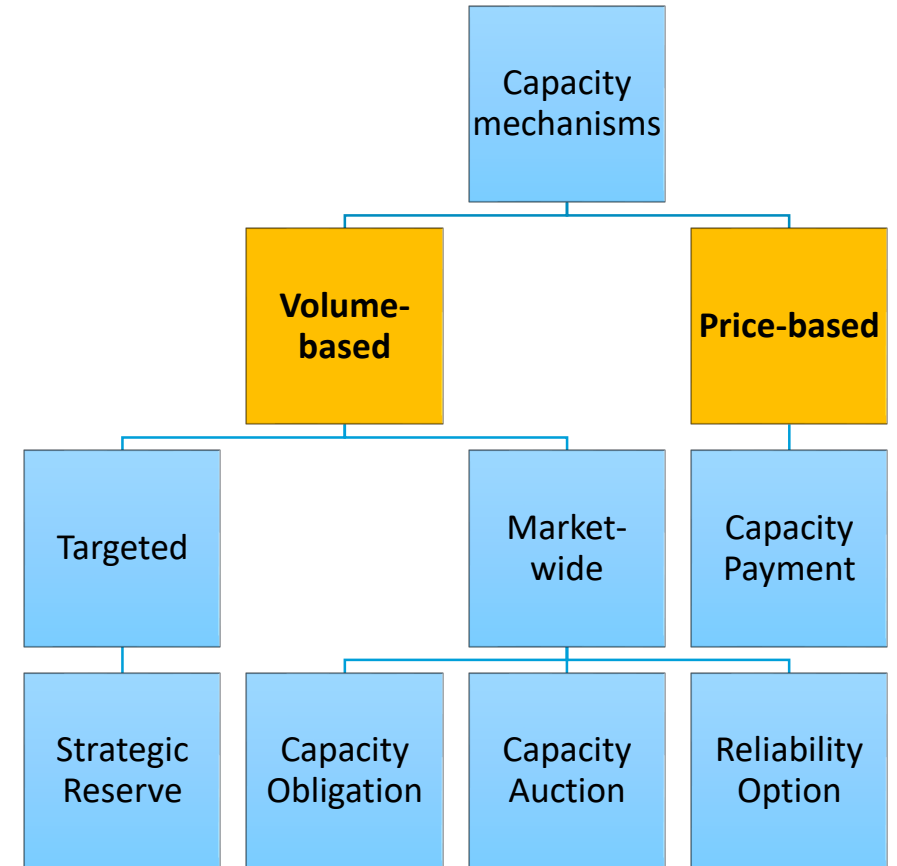 Capacity
mechanisms
Volume-
based
Price-based
Targeted
Market-
wide
Capacity
Payment
Strategic
Reserve
Capacity
Obligation
Capacity
Auction
Reliability
Option